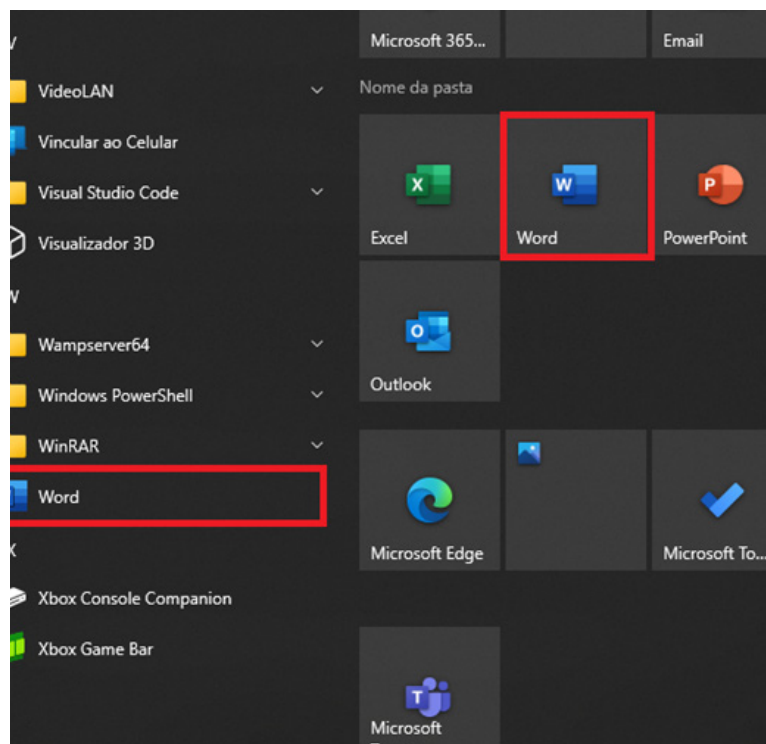 V
VideoLAN
Vincular ao Celular
Visual Studio Code
Visualizador 3D
W
Wampserver64
Windows PowerShell
WinRAR
Word
X
Xbox Console Companion
Xbox Game Bar
Microsoft 365...
Email
Nome da pasta
Excel
Word
PowerPoint
Outlook
Microsoft Edge
Microsoft To...
Microsoft